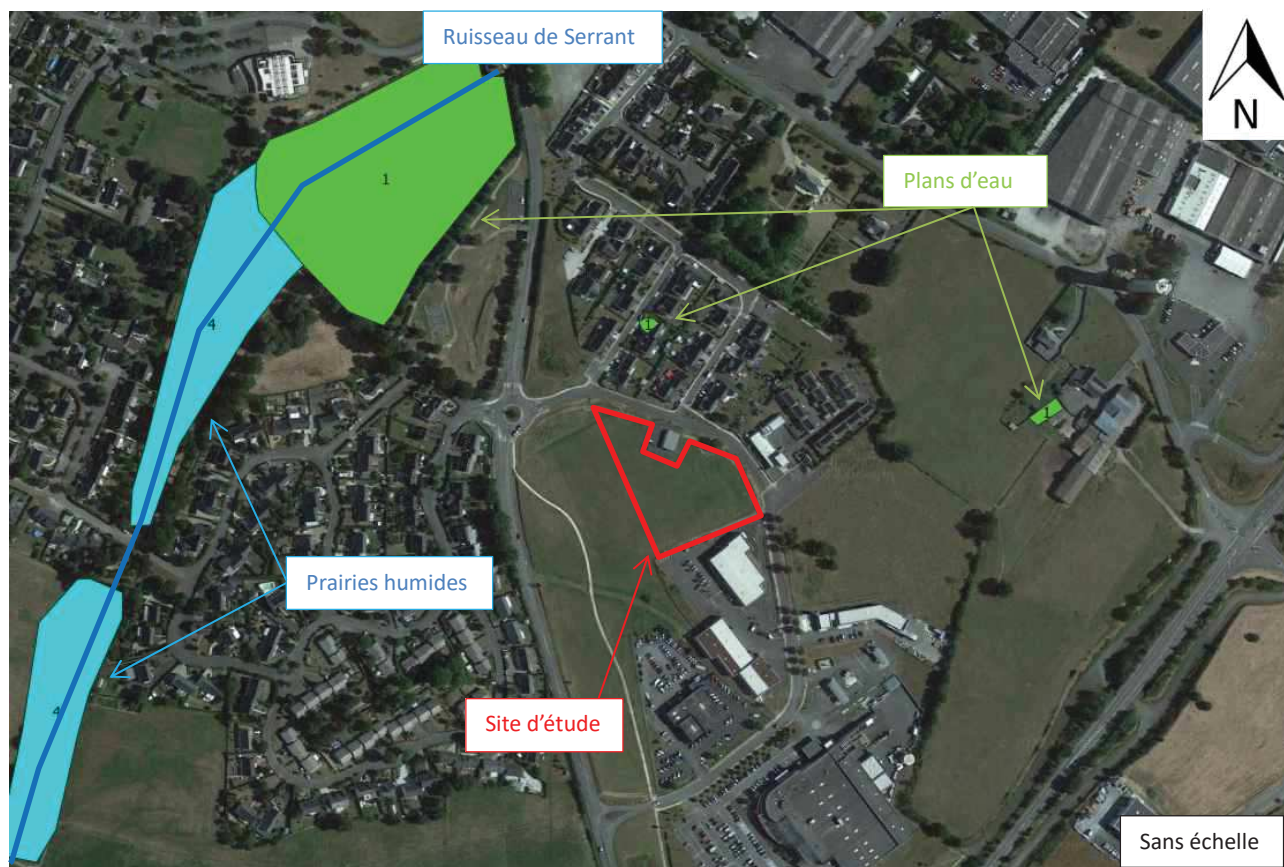 Ruisseau de Serrant
N
Plans d'eau
1
1
1
4
Prairies humides
4
Site d'étude
Sans échelle